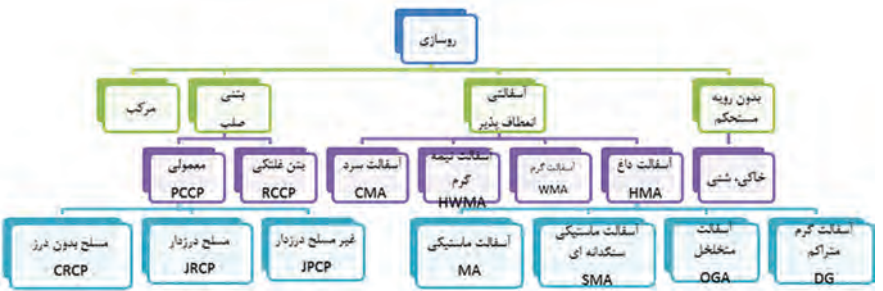 روسازی
بدون رویه
مستحکم
آسفالتی
انعطاف پذیر
بتنی
صلب
مرکب
خاکی، شنی
آسفالت داغ
HMA
آسفالت گرم
WMA
آسفالت نیمه
گرم
HWMA
آسفالت سرد
CMA
بتن غلتکی
RCCP
معمولی
PCCP
آسفالت گرم
متراکم
DG
آسفالت
متخلخل
OGA
آسفالت ماستیکی
سنگدانه ای
SMA
آسفالت ماستیکی
MA
غیر مسلح درزدار
JPCP
مسلح درزدار
JRCP
مسلح بدون درز.
CRCP